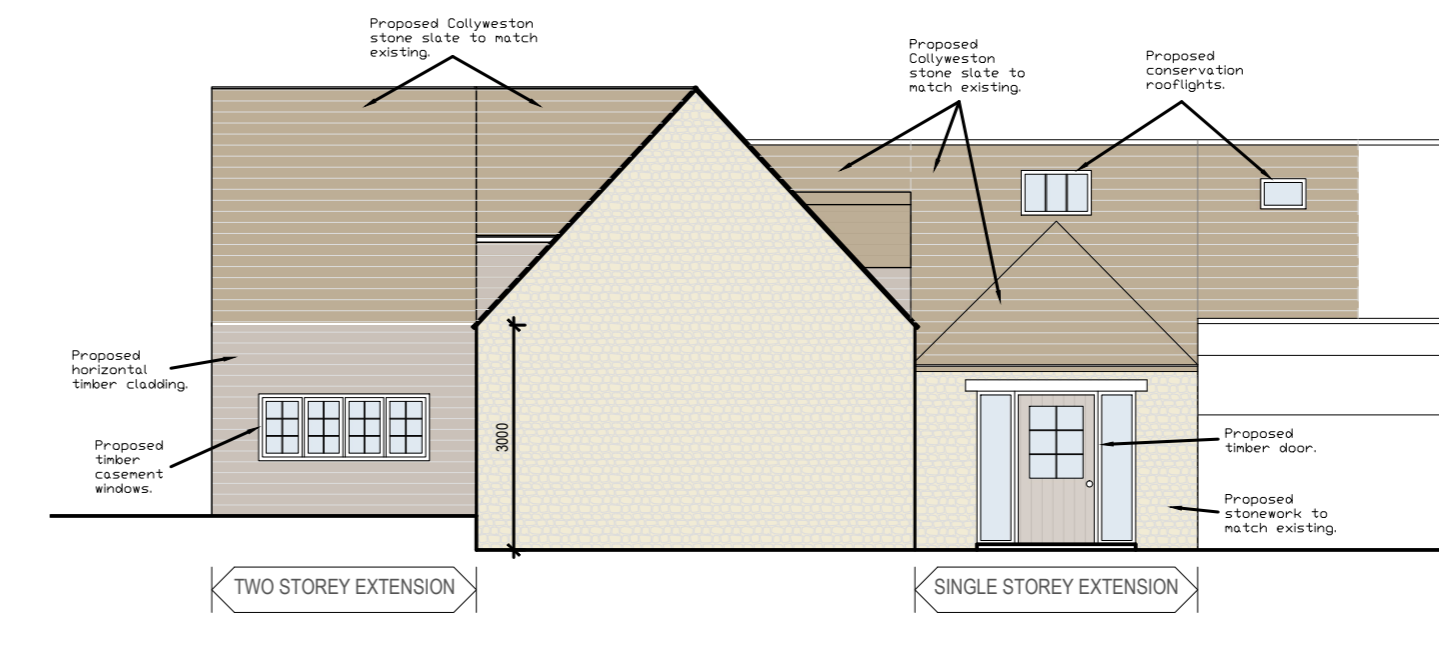 Proposed Collyweston
stone slate to match
existing.
Proposed
Collyweston
stone slate to
match existing.
Proposed
conservation
rooflights.
Proposed
horizontal
timber cladding.
Proposed
timber
casement
windows.
3000
Proposed
timber door.
Proposed
stonework to
match existing.
TWO STOREY EXTENSION
SINGLE STOREY EXTENSION